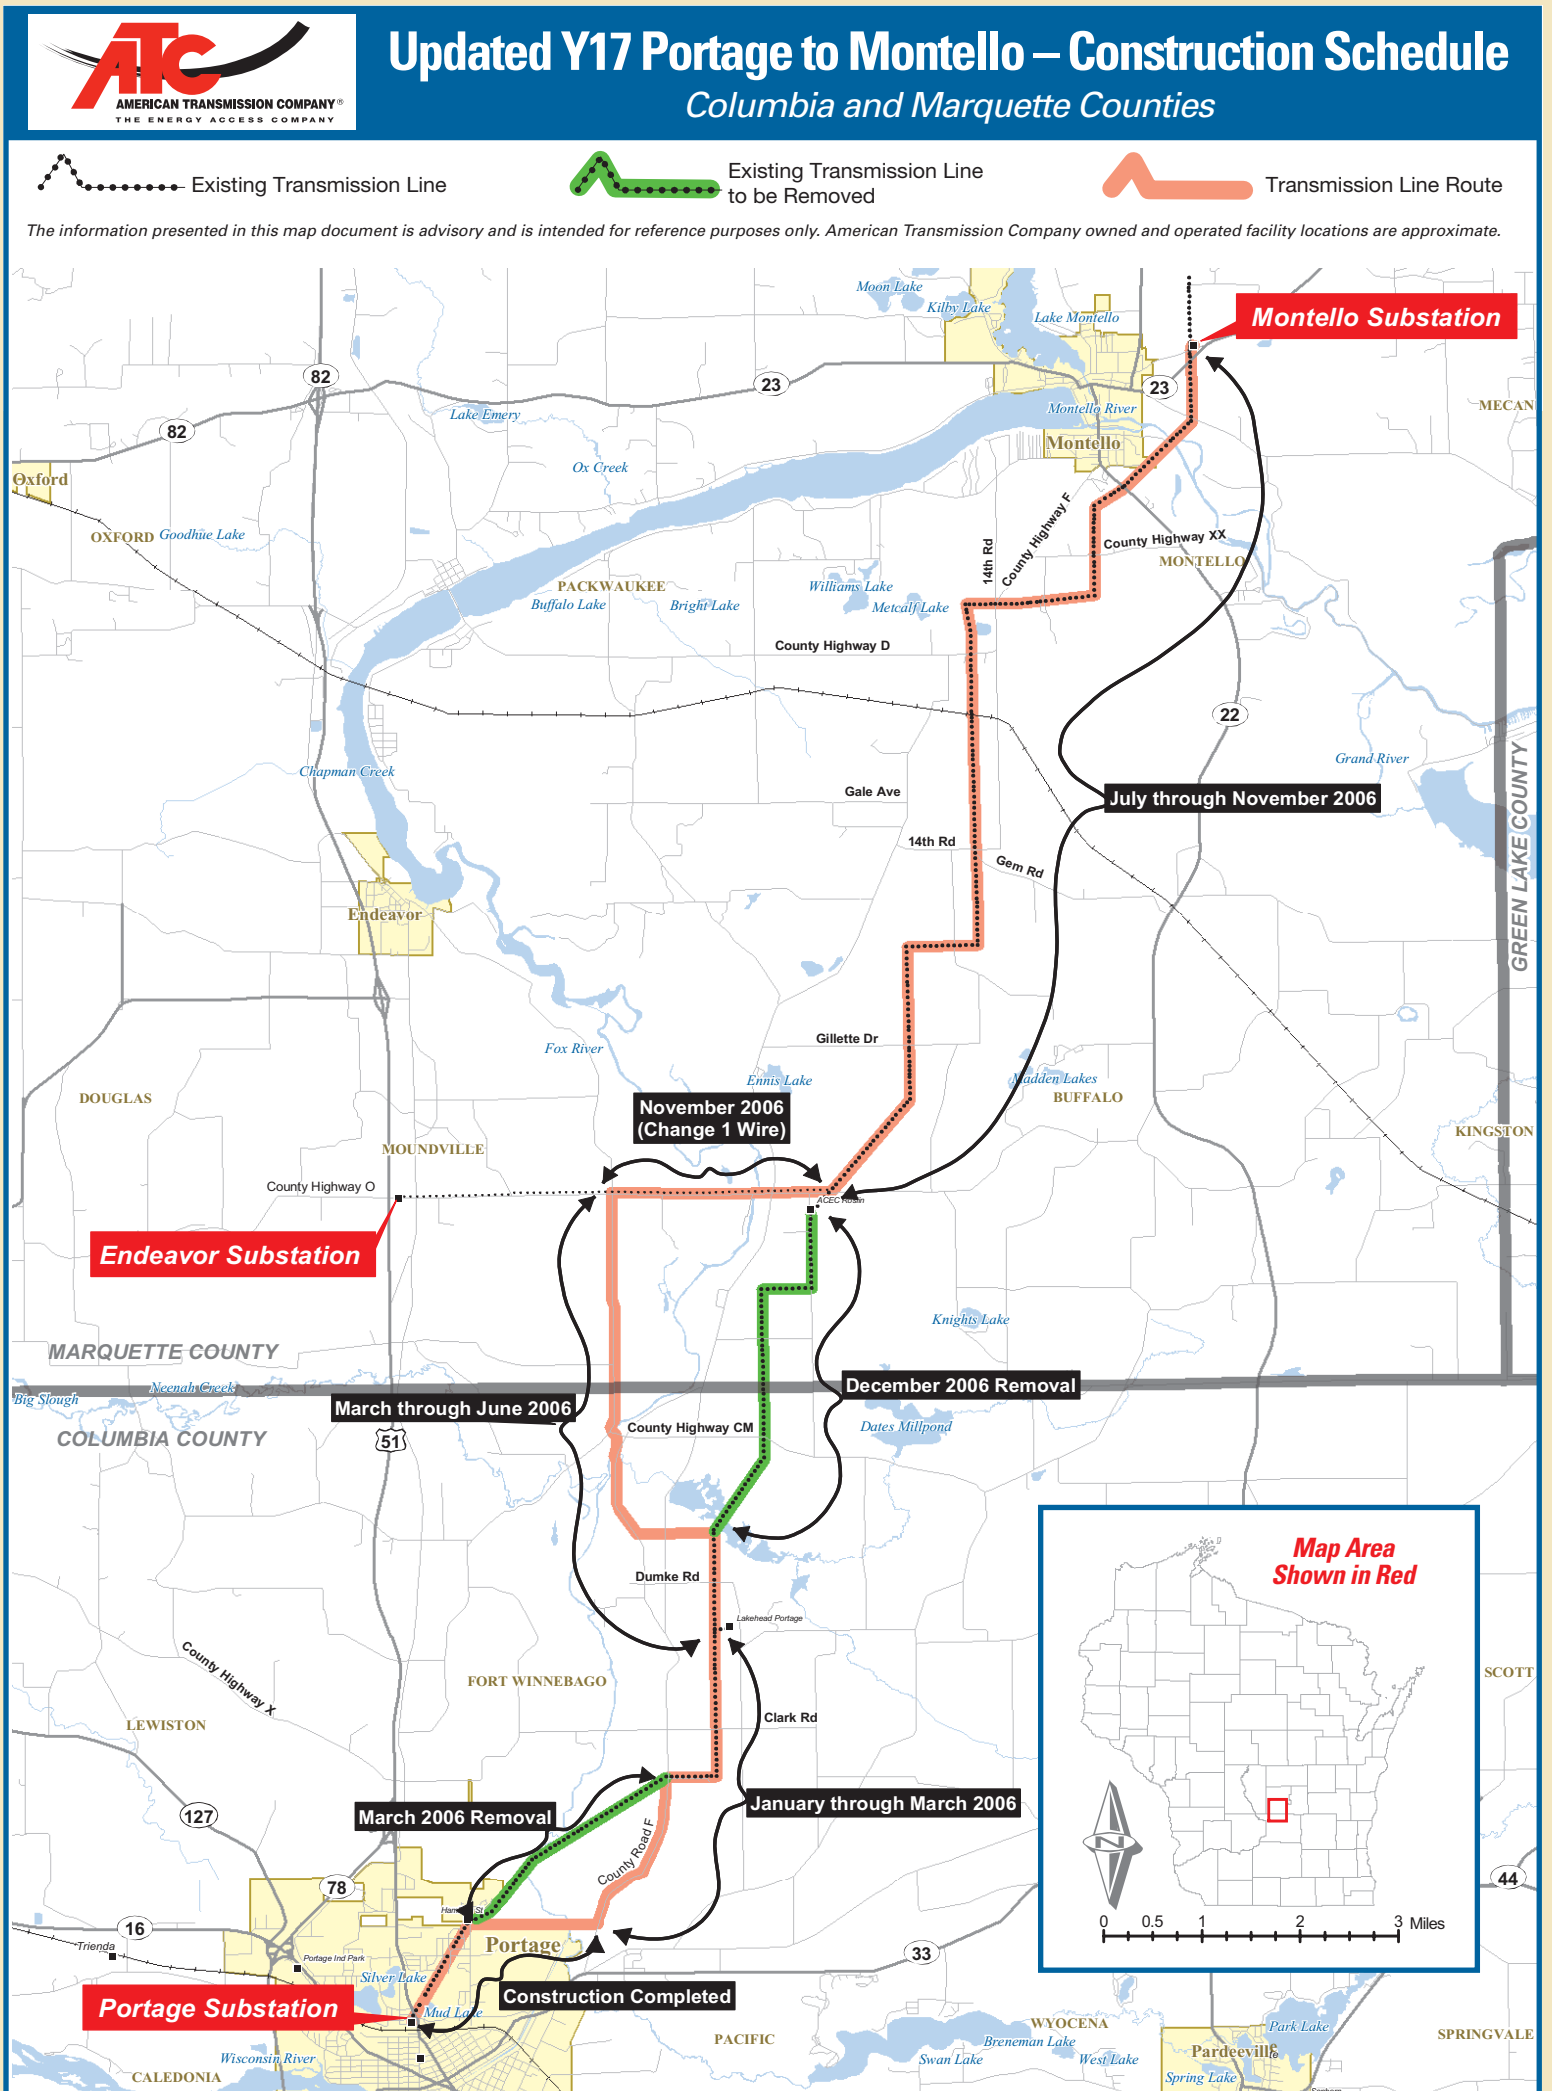 ATC
AMERICAN TRANSMISSION COMPANY®
THE ENERGY ACCESS COMPANY
Updated Y17 Portage to Montello – Construction Schedule
Columbia and Marquette Counties
Existing Transmission Line
Existing Transmission Line
to be Removed
Transmission Line Route
The information presented in this map document is advisory and is intended for reference purposes only. American Transmission Company owned and operated facility locations are approximate.
Moon Lake
Kilby Lake
Lake Montello
Montello Substation
82
23
23
Lake Emery
Montello River
MECAN
82
Montello
Ox Creek
Oxford
OXFORD
Goodhue Lake
14th Rd
County Highway F
County Highway XX
MONTELLO
PACKWAUKEE
Buffalo Lake
Bright Lake
Williams Lake
Metcalf Lake
County Highway D
22
Grand River
Chapman Creek
Gale Ave
July through November 2006
GREEN LAKE COUNTY
14th Rd
Gem Rd
Endeavor
Gillette Dr
Fox River
Ennis Lake
Madden Lakes
BUFFALO
DOUGLAS
November 2006
(Change 1 Wire)
KINGSTON
MOUNDVILLE
County Highway O
ACEC Roslin
Endeavor Substation
Knights Lake
MARQUETTE COUNTY
Neenah Creek
Big Slough
December 2006 Removal
March through June 2006
COLUMBIA COUNTY
51
County Highway CM
Dates Millpond
Map Area
Shown in Red
Dumke Rd
Lakehead Portage
County Highway X
FORT WINNEBAGO
SCOTT
Clark Rd
LEWISTON
January through March 2006
March 2006 Removal
127
County Road F
N
78
44
16
Ham
St
Portage
0 0.5 1 2 3 Miles
Trienda
Portage Ind Park
33
Silver Lake
Construction Completed
Portage Substation
Mud Lake
PACIFIC
WYOCENA
Park Lake
Breneman Lake
SPRINGVALE
Wisconsin River
Swan Lake
West Lake
Pardeeville
CALEDONIA
Spring Lake